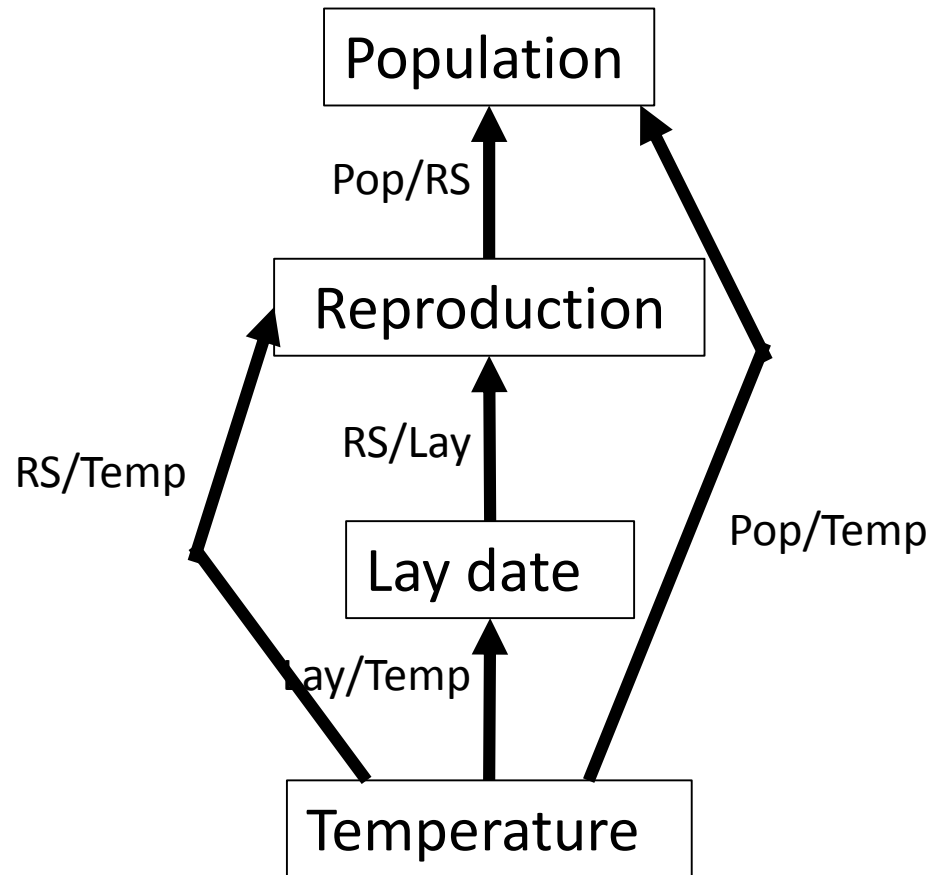 Population
Pop/RS
Reproduction
RS/Lay
RS/Temp
Pop/Temp
Lay date
Lay/Temp
Temperature